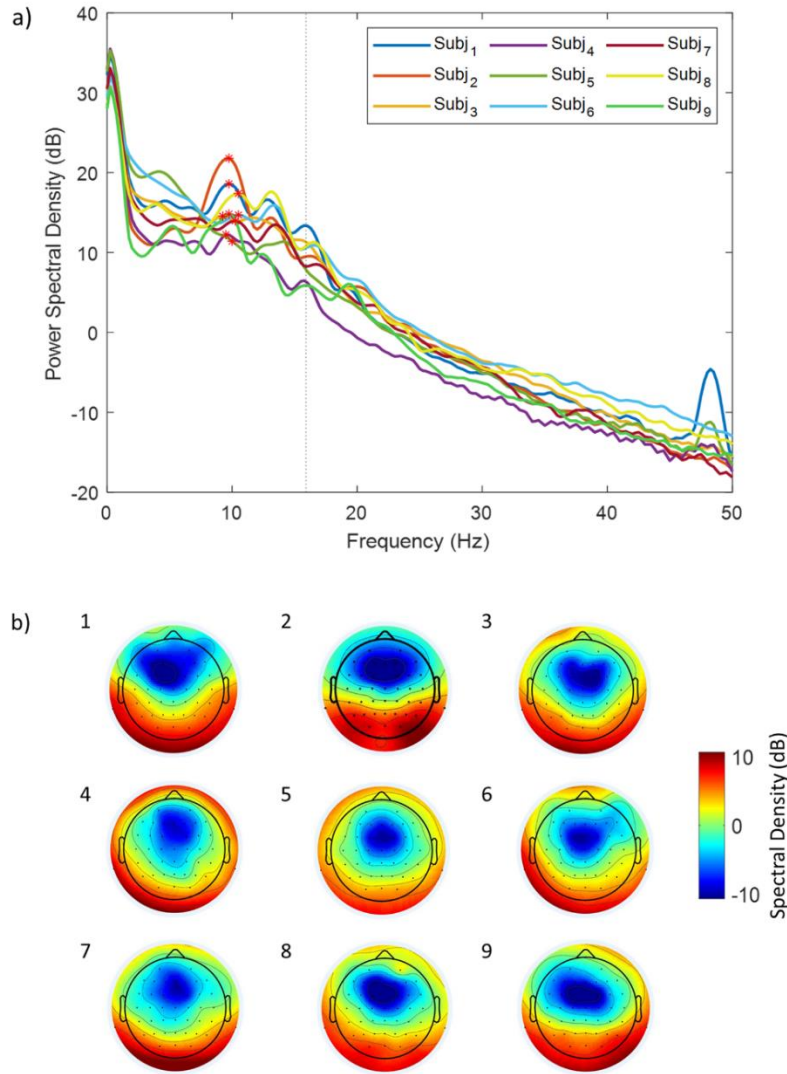 a)
40
30
20
10
0
-10
-20
Power Spectral Density (dB)
Subj1 Subj4 Subj7
Subj2 Subj5 Subj8
Subj3 Subj6 Subj9
0 10 20 30 40 50
Frequency (Hz)
b)
1 2 3
4 5 6
7 8 9
10
0
-10
Spectral Density (dB)